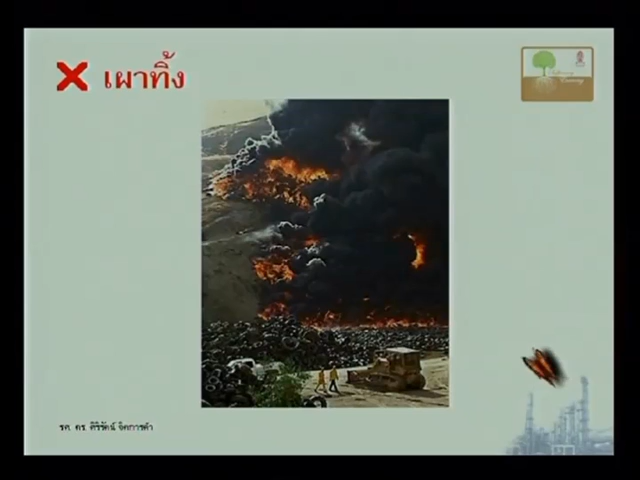 เผาทิ้ง
รศ. ดร. ศิริรัตน์ จิตการค้า